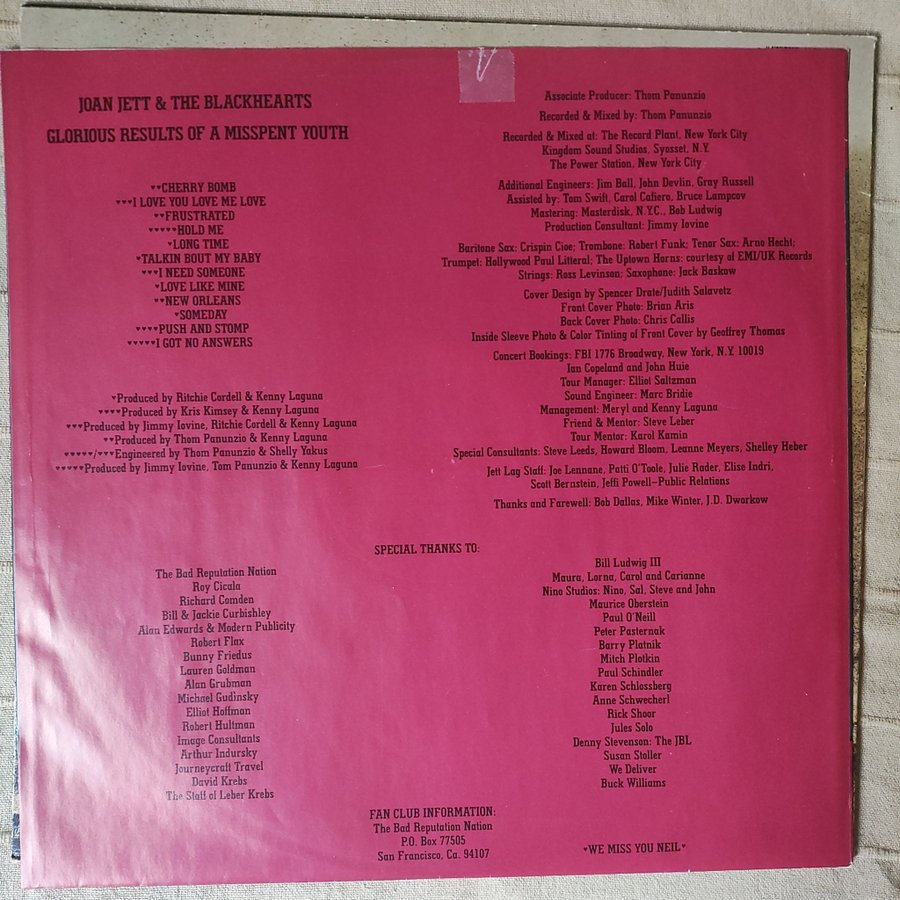 JOAN JETT & THE BLACKHEARTS
GLORIOUS RESULTS OF A MISSPENT YOUTH
♥♥CHERRY BOMB
♥♥♥I LOVE YOU LOVE ME LOVE
♥♥FRUSTRATED
♥♥♥♥♥HOLD ME
♥LONG TIME
♥TALKIN BOUT MY BABY
♥♥♥I NEED SOMEONE
♥LOVE LIKE MINE
♥♥NEW ORLEANS
♥SOMEDAY
♥♥♥♥PUSH AND STOMP
♥♥♥♥♥I GOT NO ANSWERS
♥Produced by Ritchie Cordell & Kenny Laguna
♥♥♥♥Produced by Kris Kimsey & Kenny Laguna
♥♥♥Produced by Jimmy Iovine, Ritchie Cordell & Kenny Laguna
♥♥Produced by Thom Panunzio & Kenny Laguna
♥♥♥♥♥/♥♥♥Engineered by Thom Panunzio & Shelly Yakus
♥♥♥♥♥Produced by Jimmy Iovine, Tom Panunzio & Kenny Laguna
Associate Producer: Thom Panunzio
Recorded & Mixed by: Thom Panunzio
Recorded & Mixed at: The Record Plant, New York City
Kingdom Sound Studios, Syosset, N.Y.
The Power Station, New York City
Additional Engineers: Jim Ball, John Devlin, Gray Russell
Assisted by: Tom Swift, Carol Cafiero, Bruce Lampcov
Mastering: Masterdisk, N.Y.C., Bob Ludwig
Production Consultant: Jimmy Iovine
Baritone Sax: Crispin Cioe; Trombone: Robert Funk; Tenor Sax: Arno Hecht;
Trumpet: Hollywood Paul Litteral; The Uptown Horns: courtesy of EMI/UK Records
Strings: Ross Levinson; Saxophone: Jack Baskow
Cover Design by Spencer Drate/Judith Salavetz
Front Cover Photo: Brian Aris
Back Cover Photo: Chris Callis
Inside Sleeve Photo & Color Tinting of Front Cover by Geoffrey Thomas
Concert Bookings: FBI 1776 Broadway, New York, N.Y. 10019
Ian Copeland and John Huie
Tour Manager: Elliot Saltzman
Sound Engineer: Marc Bridie
Management: Meryl and Kenny Laguna
Friend & Mentor: Steve Leber
Tour Mentor: Karol Kamin
Special Consultants: Steve Leeds, Howard Bloom, Leanne Meyers, Shelley Heber
Jett Lag Staff: Joe Lennane, Patti O'Toole, Julie Rader, Elise Indri,
Scott Bernstein, Jeffi Powell–Public Relations
Thanks and Farewell: Bob Dallas, Mike Winter, J.D. Dworkow
SPECIAL THANKS TO:
The Bad Reputation Nation
Roy Cicala
Richard Comden
Bill & Jackie Curbishley
Alan Edwards & Modern Publicity
Robert Flax
Bunny Friedus
Lauren Goldman
Alan Grubman
Michael Gudinsky
Elliot Hoffman
Robert Hultman
Image Consultants
Arthur Indursky
Journeycraft Travel
David Krebs
The Staff of Leber Krebs
Bill Ludwig III
Maura, Lorna, Carol and Carianne
Nino Studios: Nino, Sal, Steve and John
Maurice Oberstein
Paul O'Neill
Peter Pasternak
Barry Platnik
Mitch Plotkin
Paul Schindler
Karen Schlossberg
Anne Schwecherl
Rick Shoor
Jules Solo
Denny Stevenson: The JBL
Susan Stoller
We Deliver
Buck Williams
FAN CLUB INFORMATION:
The Bad Reputation Nation
P.O. Box 77505
San Francisco, Ca. 94107
♥WE MISS YOU NEIL♥